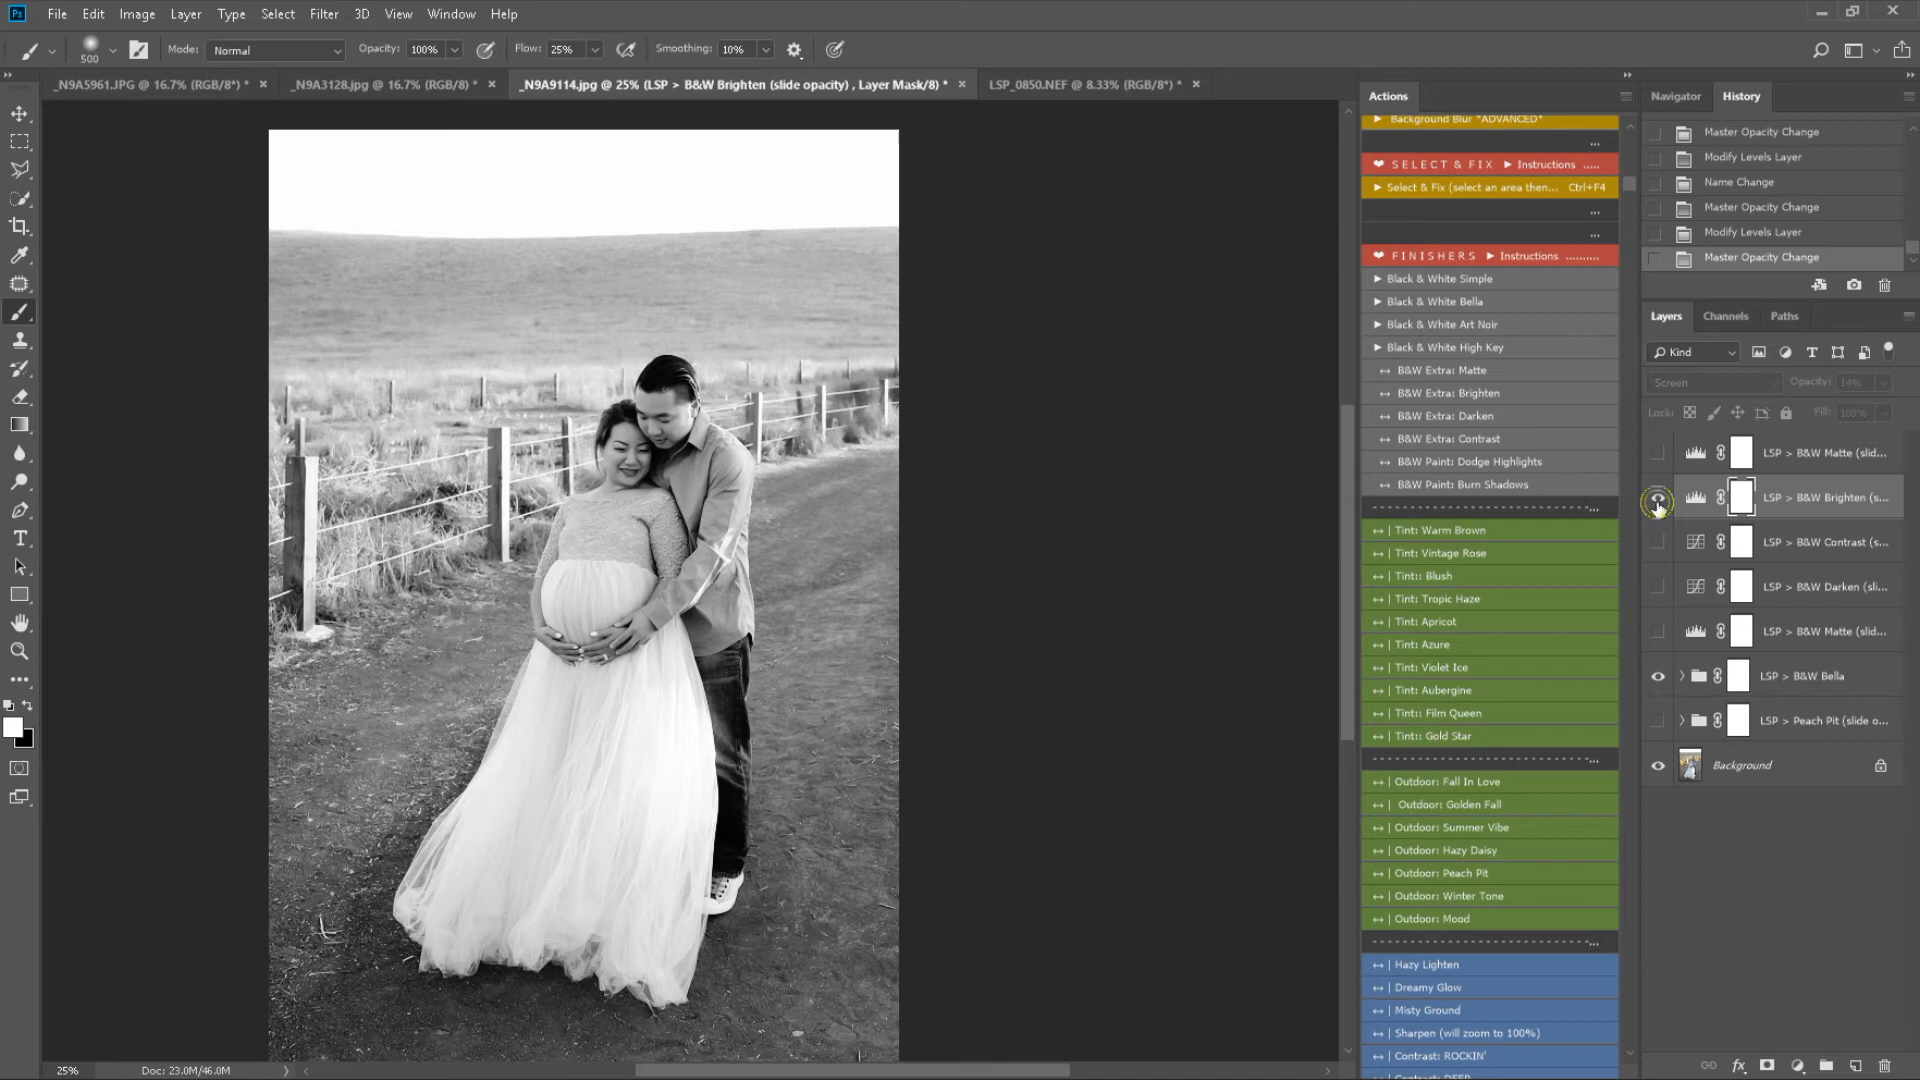 Ps File Edit Image Layer Type Select Filter 3D View Window Help
500 Mode: Normal Opacity: 100% Flow: 25% Smoothing: 10%
_N9A5961.JPG @ 16.7% (RGB/8*) * _N9A3128.jpg @ 16.7% (RGB/8) * _N9A9114.jpg @ 25% (LSP > B&W Brighten (slide opacity) , Layer Mask/8) * LSP_0850.NEF @ 8.33% (RGB/8*) *
Actions
Background Blur *ADVANCED*
...
SELECT & FIX ► Instructions .....
Select & Fix (select an area then... Ctrl+F4
...
...
FINISHERS ► Instructions ..........
Black & White Simple
Black & White Bella
Black & White Art Noir
Black & White High Key
B&W Extra: Matte
B&W Extra: Brighten
B&W Extra: Darken
B&W Extra: Contrast
B&W Paint: Dodge Highlights
B&W Paint: Burn Shadows
- - - - - - - - - - - - - - - - - - - - - - - - - - - ...
↔ | Tint: Warm Brown
↔ | Tint: Vintage Rose
↔ | Tint:: Blush
↔ | Tint: Tropic Haze
↔ | Tint: Apricot
↔ | Tint: Azure
↔ | Tint: Violet Ice
↔ | Tint: Aubergine
↔ | Tint:: Film Queen
↔ | Tint:: Gold Star
- - - - - - - - - - - - - - - - - - - - - - - - - - - ...
↔ | Outdoor: Fall In Love
↔ | Outdoor: Golden Fall
↔ | Outdoor: Summer Vibe
↔ | Outdoor: Hazy Daisy
↔ | Outdoor: Peach Pit
↔ | Outdoor: Winter Tone
↔ | Outdoor: Mood
- - - - - - - - - - - - - - - - - - - - - - - - - - - ...
↔ | Hazy Lighten
↔ | Dreamy Glow
↔ | Misty Ground
↔ | Sharpen (will zoom to 100%)
↔ | Contrast: ROCKIN'
Contrast: DEEP
Navigator History
Master Opacity Change
Modify Levels Layer
Name Change
Master Opacity Change
Modify Levels Layer
Master Opacity Change
Layers Channels Paths
Kind
Screen Opacity: 14%
Lock: Fill: 100%
LSP > B&W Matte (slid...
LSP > B&W Brighten (s...
LSP > B&W Contrast (s...
LSP > B&W Darken (sli...
LSP > B&W Matte (slid...
LSP > B&W Bella
LSP > Peach Pit (slide o...
Background
25% Doc: 23.0M/46.0M